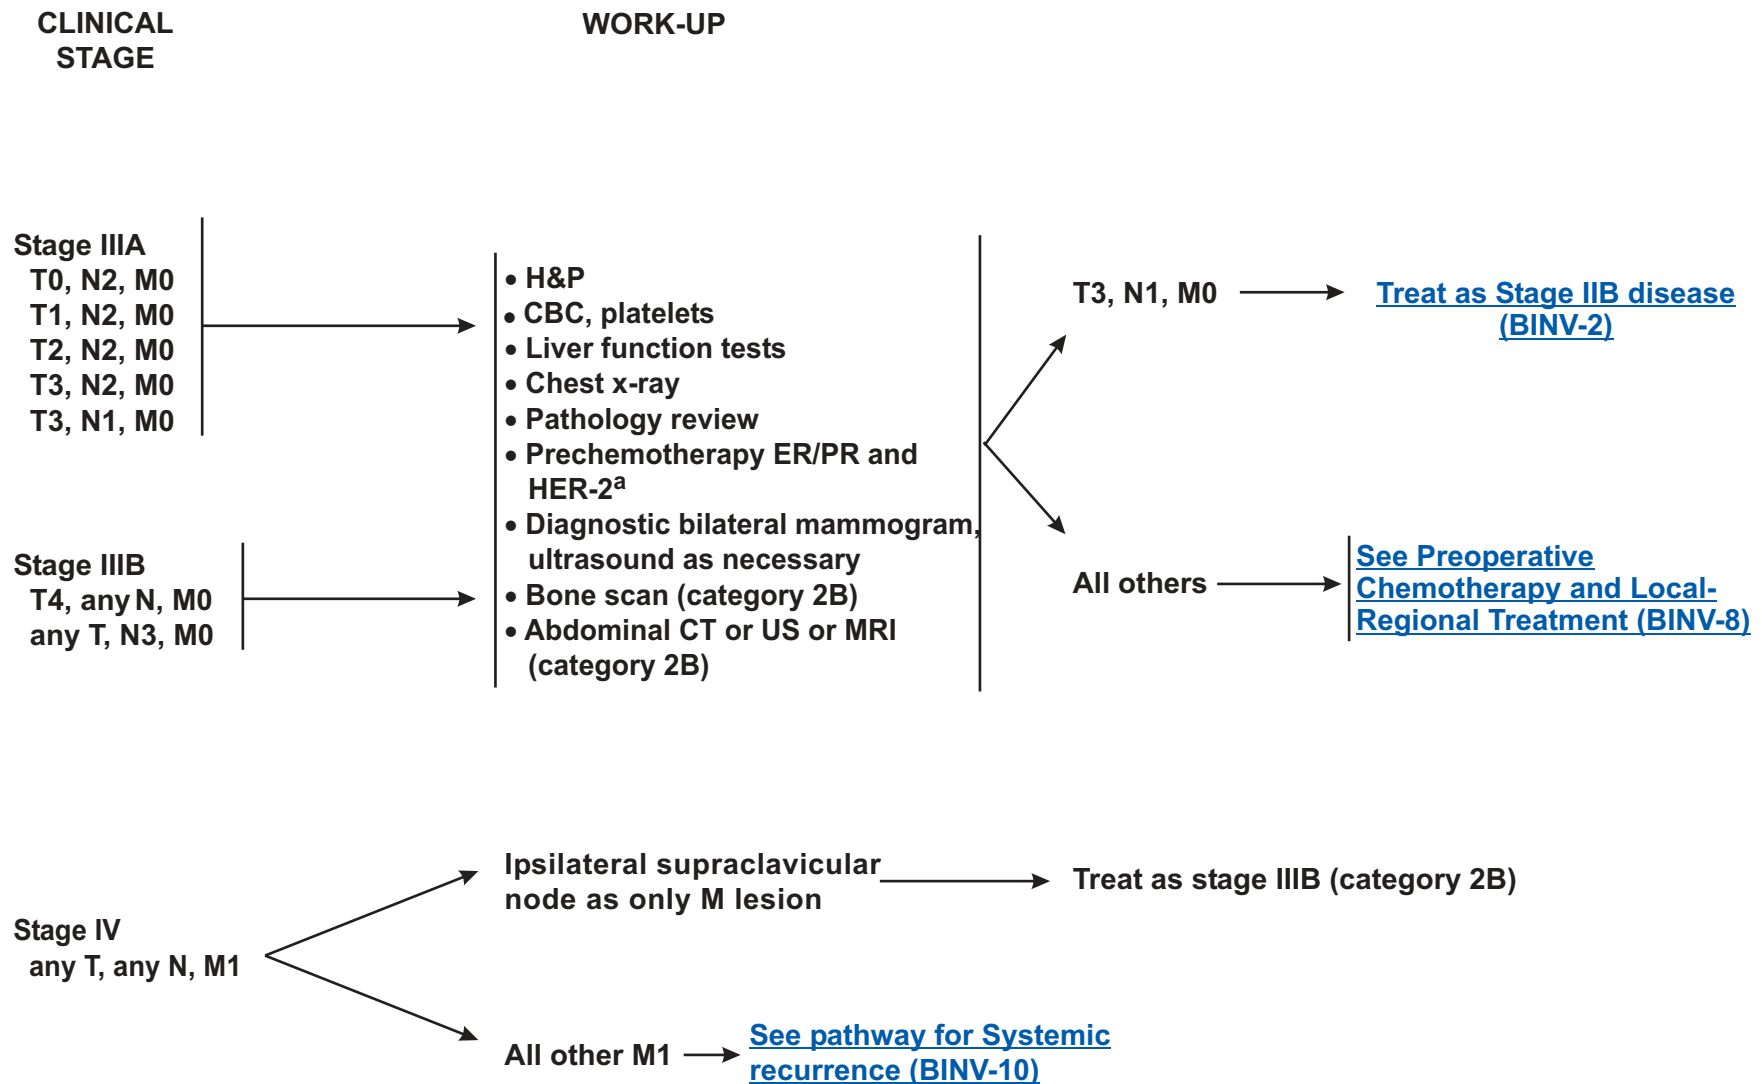 CLINICAL
STAGE
WORK-UP
Stage IIIA
T0, N2, M0
T1, N2, M0
T2, N2, M0
T3, N2, M0
T3, N1, M0
Stage IIIB
T4, any N, M0
any T, N3, M0
• H&P
• CBC, platelets
• Liver function tests
• Chest x-ray
• Pathology review
• Prechemotherapy ER/PR and
HER-2a
• Diagnostic bilateral mammogram,
ultrasound as necessary
• Bone scan (category 2B)
• Abdominal CT or US or MRI
(category 2B)
T3, N1, M0
Treat as Stage IIB disease
(BINV-2)
All others
See Preoperative
Chemotherapy and Local-
Regional Treatment (BINV-8)
Stage IV
any T, any N, M1
Ipsilateral supraclavicular
node as only M lesion
Treat as stage IIIB (category 2B)
All other M1
See pathway for Systemic
recurrence (BINV-10)